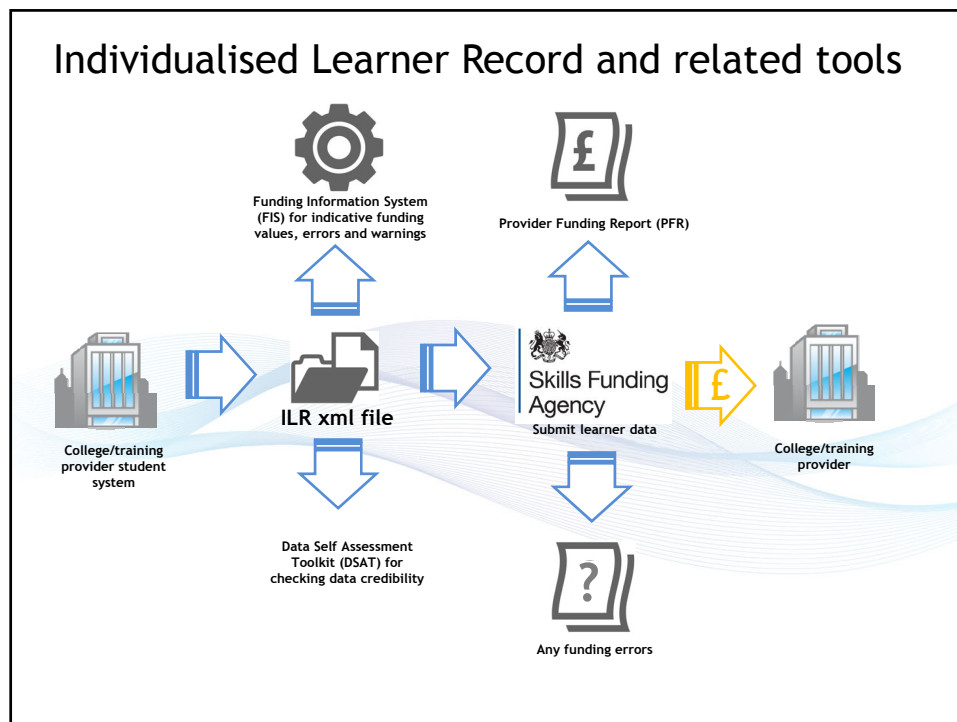 Individualised Learner Record and related tools
Funding Information System
(FIS) for indicative funding
values, errors and warnings
£
Provider Funding Report (PFR)
College/training
provider student
system
ILR xml file
Skills Funding
Agency
Submit learner data
£
College/training
provider
Data Self Assessment
Toolkit (DSAT) for
checking data credibility
?
Any funding errors